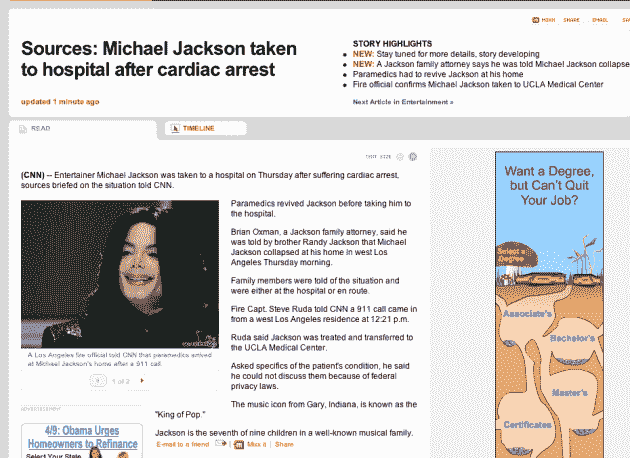 MIXX SHARE EMAIL
Sources: Michael Jackson taken
to hospital after cardiac arrest
updated 1 minute ago
STORY HIGHLIGHTS
NEW: Stay tuned for more details, story developing
NEW: A Jackson family attorney says he was told Michael Jackson collapse
Paramedics had to revive Jackson at his home
Fire official confirms Michael Jackson taken to UCLA Medical Center
Next Article in Entertainment »
READ
TIMELINE
TEXT SIZE
(CNN) -- Entertainer Michael Jackson was taken to a hospital on Thursday after suffering cardiac arrest,
sources briefed on the situation told CNN.
A Los Angeles fire official told CNN that paramedics arrived
at Michael Jackson's home after a 911 call.
1 of 2
Paramedics revived Jackson before taking him to
the hospital.
Brian Oxman, a Jackson family attorney, said he
was told by brother Randy Jackson that Michael
Jackson collapsed at his home in west Los
Angeles Thursday morning.
Family members were told of the situation and
were either at the hospital or en route.
Fire Capt. Steve Ruda told CNN a 911 call came in
from a west Los Angeles residence at 12:21 p.m.
Ruda said Jackson was treated and transferred to
the UCLA Medical Center.
Asked specifics of the patient's condition, he said
he could not discuss them because of federal
privacy laws.
The music icon from Gary, Indiana, is known as the
"King of Pop."
Jackson is the seventh of nine children in a well-known musical family.
E-mail to a friend | Mixx it | Share
ADVERTISEMENT
4/9: Obama Urges
Homeowners to Refinance
Select Your State
Want a Degree,
but Can't Quit
Your Job?
Select a
Degree
Associate's
Bachelor's
Master's
Certificates